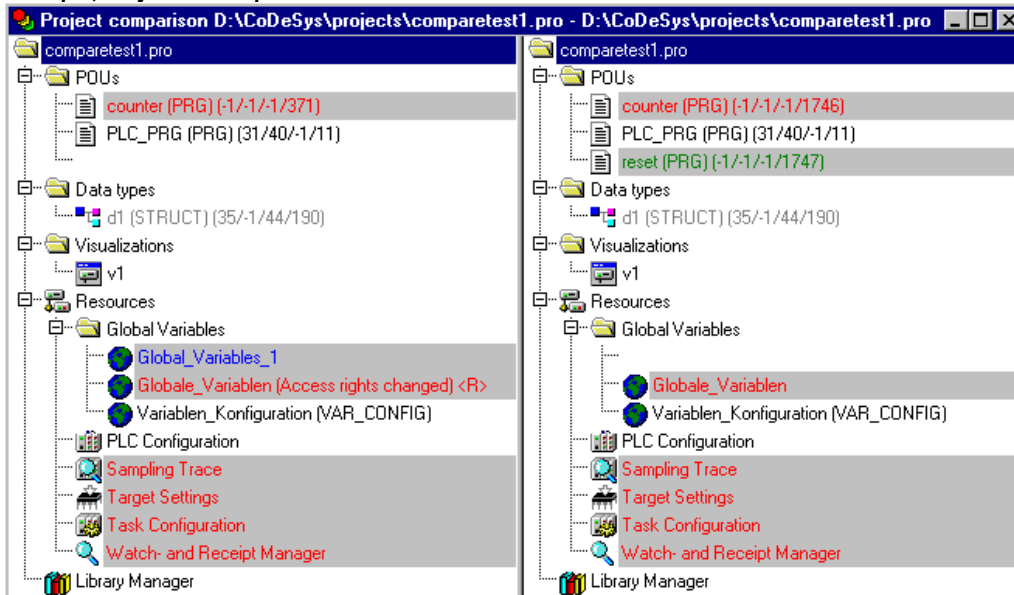 Project comparison D:\CoDeSys\projects\comparetest1.pro - D:\CoDeSys\projects\comparetest1.pro
comparetest1.pro
POUs
counter (PRG) (-1/-1/-1/371)
PLC_PRG (PRG) (31/40/-1/11)
Data types
d1 (STRUCT) (35/-1/44/190)
Visualizations
v1
Resources
Global Variables
Global_Variables_1
Globale_Variablen (Access rights changed) <R>
Variablen_Konfiguration (VAR_CONFIG)
PLC Configuration
Sampling Trace
Target Settings
Task Configuration
Watch- and Receipt Manager
Library Manager
comparetest1.pro
POUs
counter (PRG) (-1/-1/-1/1746)
PLC_PRG (PRG) (31/40/-1/11)
reset (PRG) (-1/-1/-1/1747)
Data types
d1 (STRUCT) (35/-1/44/190)
Visualizations
v1
Resources
Global Variables
Globale_Variablen
Variablen_Konfiguration (VAR_CONFIG)
PLC Configuration
Sampling Trace
Target Settings
Task Configuration
Watch- and Receipt Manager
Library Manager